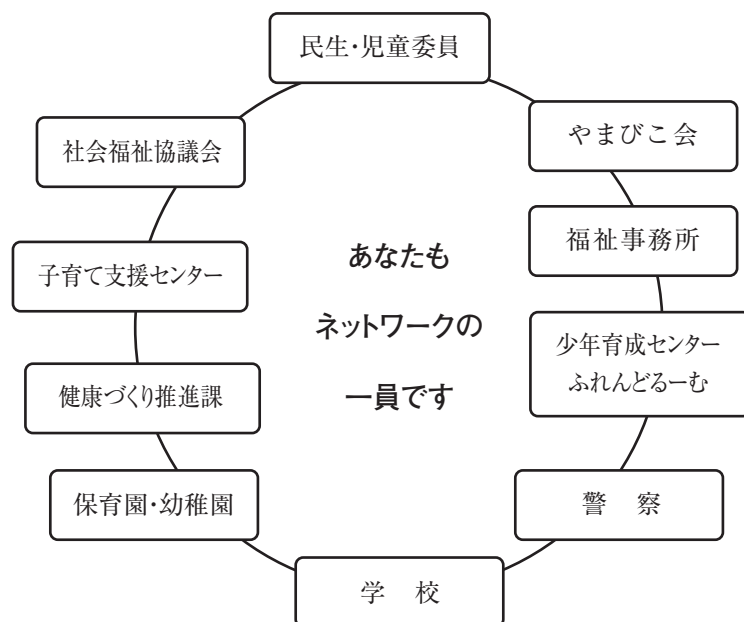 民生・児童委員
社会福祉協議会
やまびこ会
子育て支援センター
あなたも
ネットワークの
一員です
福祉事務所
少年育成センター
ふれんどるーむ
健康づくり推進課
保育園・幼稚園
警　察
学　校